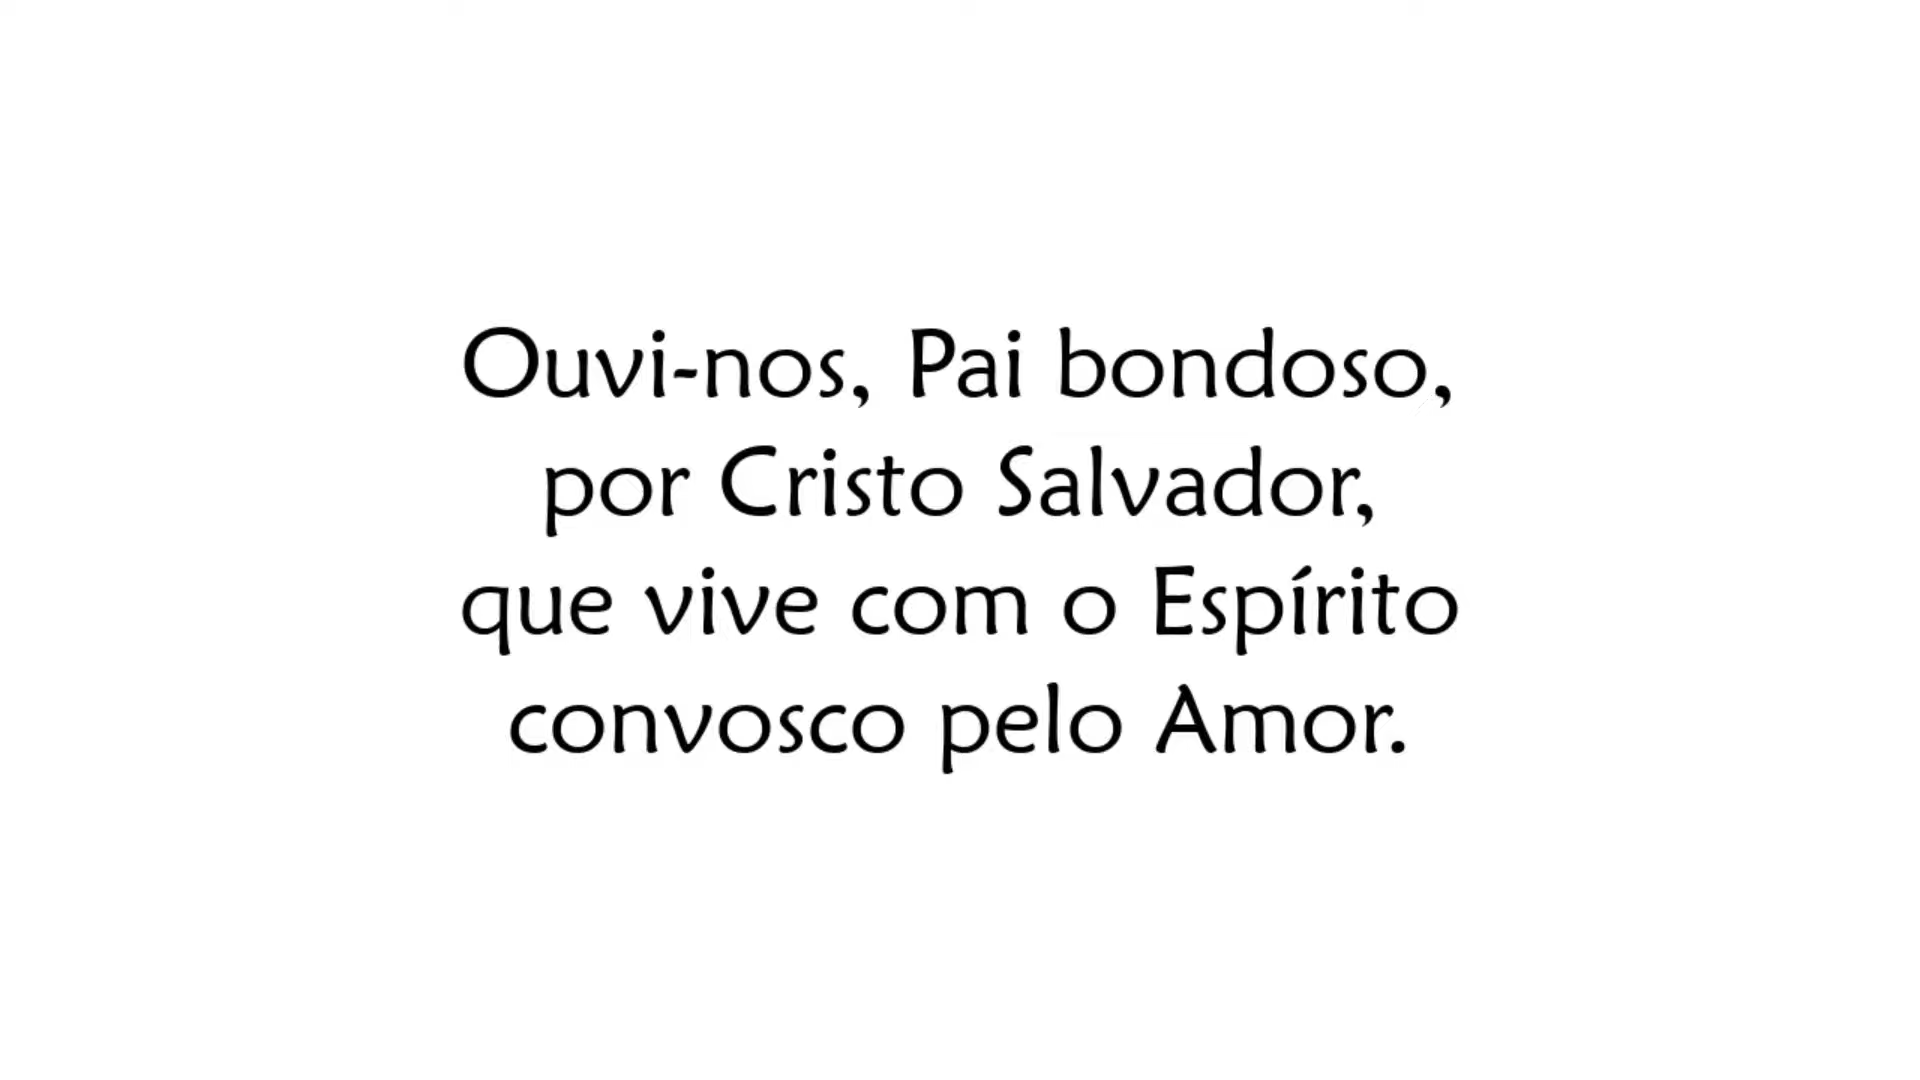 Ouvi-nos, Pai bondoso,
por Cristo Salvador,
que vive com o Espírito
convosco pelo Amor.